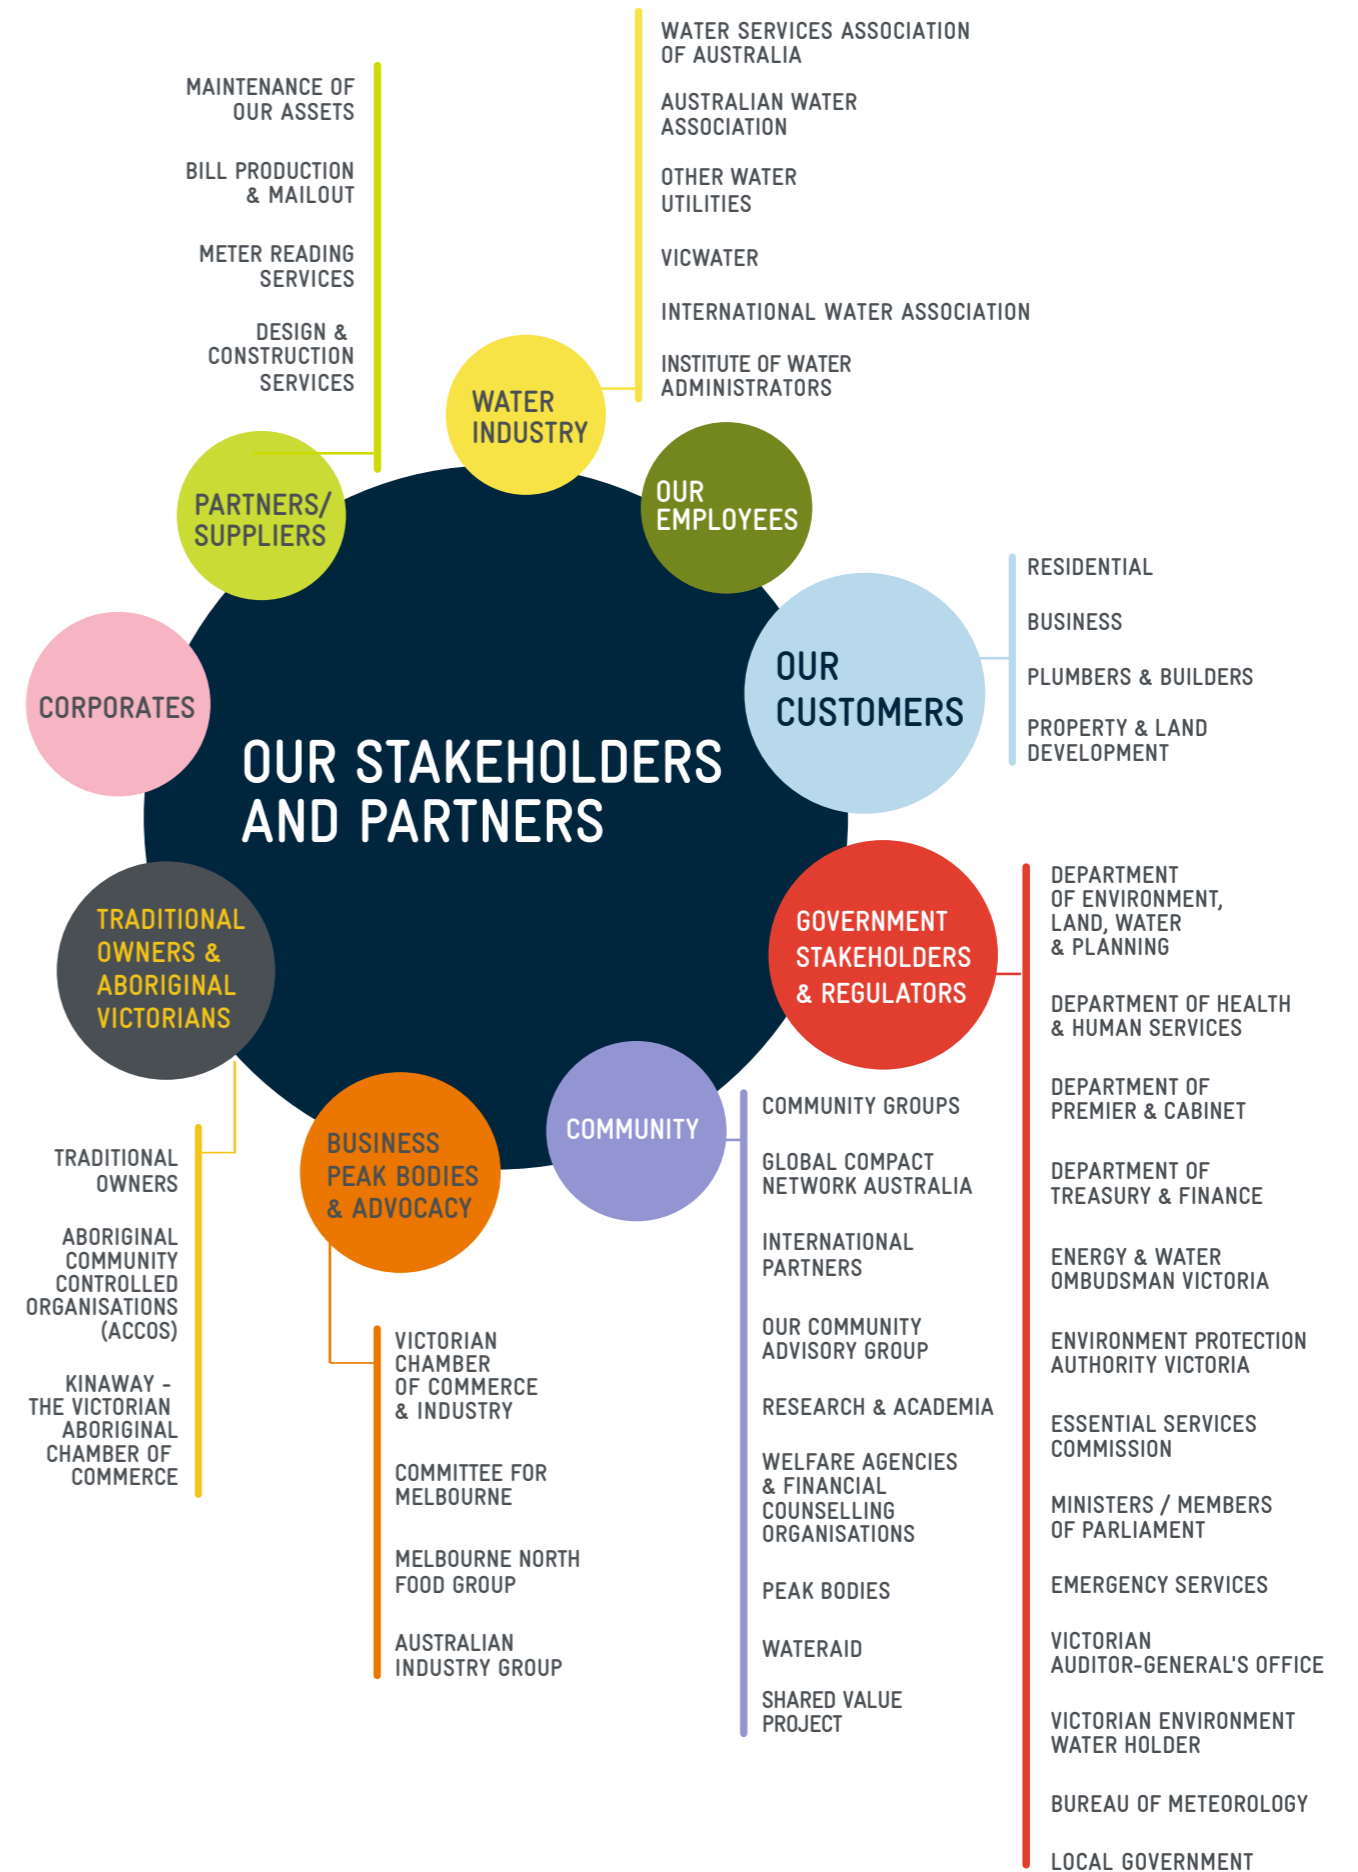 OUR STAKEHOLDERS
AND PARTNERS
WATER
INDUSTRY
WATER SERVICES ASSOCIATION
OF AUSTRALIA
AUSTRALIAN WATER
ASSOCIATION
OTHER WATER
UTILITIES
VICWATER
INTERNATIONAL WATER ASSOCIATION
INSTITUTE OF WATER
ADMINISTRATORS
OUR
EMPLOYEES
OUR
CUSTOMERS
RESIDENTIAL
BUSINESS
PLUMBERS & BUILDERS
PROPERTY & LAND
DEVELOPMENT
GOVERNMENT
STAKEHOLDERS
& REGULATORS
DEPARTMENT
OF ENVIRONMENT,
LAND, WATER
& PLANNING
DEPARTMENT OF HEALTH
& HUMAN SERVICES
DEPARTMENT OF
PREMIER & CABINET
DEPARTMENT OF
TREASURY & FINANCE
ENERGY & WATER
OMBUDSMAN VICTORIA
ENVIRONMENT PROTECTION
AUTHORITY VICTORIA
ESSENTIAL SERVICES
COMMISSION
MINISTERS / MEMBERS
OF PARLIAMENT
EMERGENCY SERVICES
VICTORIAN
AUDITOR-GENERAL'S OFFICE
VICTORIAN ENVIRONMENT
WATER HOLDER
BUREAU OF METEOROLOGY
LOCAL GOVERNMENT
COMMUNITY
COMMUNITY GROUPS
GLOBAL COMPACT
NETWORK AUSTRALIA
INTERNATIONAL
PARTNERS
OUR COMMUNITY
ADVISORY GROUP
RESEARCH & ACADEMIA
WELFARE AGENCIES
& FINANCIAL
COUNSELLING
ORGANISATIONS
PEAK BODIES
WATERAID
SHARED VALUE
PROJECT
BUSINESS
PEAK BODIES
& ADVOCACY
VICTORIAN
CHAMBER
OF COMMERCE
& INDUSTRY
COMMITTEE FOR
MELBOURNE
MELBOURNE NORTH
FOOD GROUP
AUSTRALIAN
INDUSTRY GROUP
TRADITIONAL
OWNERS &
ABORIGINAL
VICTORIANS
TRADITIONAL
OWNERS
ABORIGINAL
COMMUNITY
CONTROLLED
ORGANISATIONS
(ACCOS)
KINAWAY -
THE VICTORIAN
ABORIGINAL
CHAMBER OF
COMMERCE
CORPORATES
PARTNERS/
SUPPLIERS
MAINTENANCE OF
OUR ASSETS
BILL PRODUCTION
& MAILOUT
METER READING
SERVICES
DESIGN &
CONSTRUCTION
SERVICES